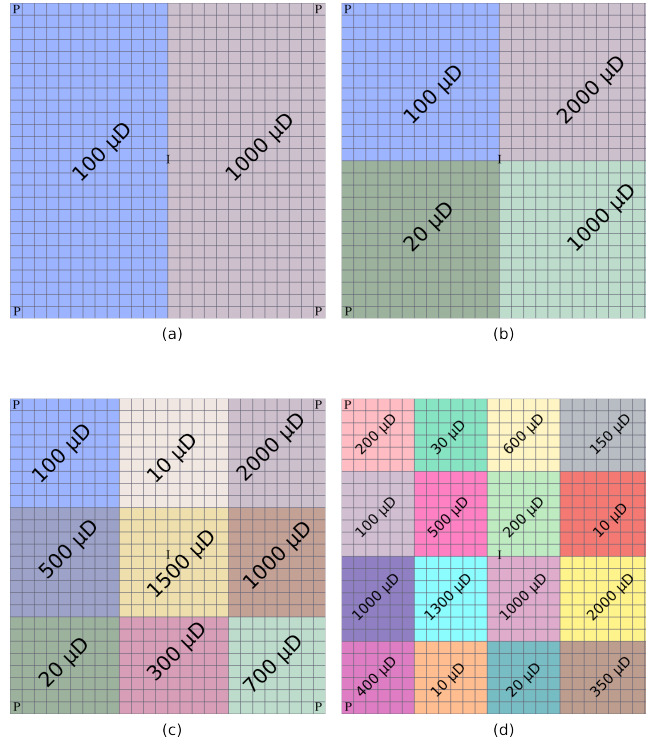 P P
100 µD 1000 µD
I
P P
(a)
P
100 µD 2000 µD
I
20 µD 1000 µD
(b)
P P
100 µD 10 µD 2000 µD
500 µD 1500 µD 1000 µD
I
20 µD 300 µD 700 µD
P P
(c)
P
200 µD 30 µD 600 µD 150 µD
100 µD 500 µD 200 µD 10 µD
I
1000 µD 1300 µD 1000 µD 2000 µD
400 µD 10 µD 20 µD 350 µD
P
(d)